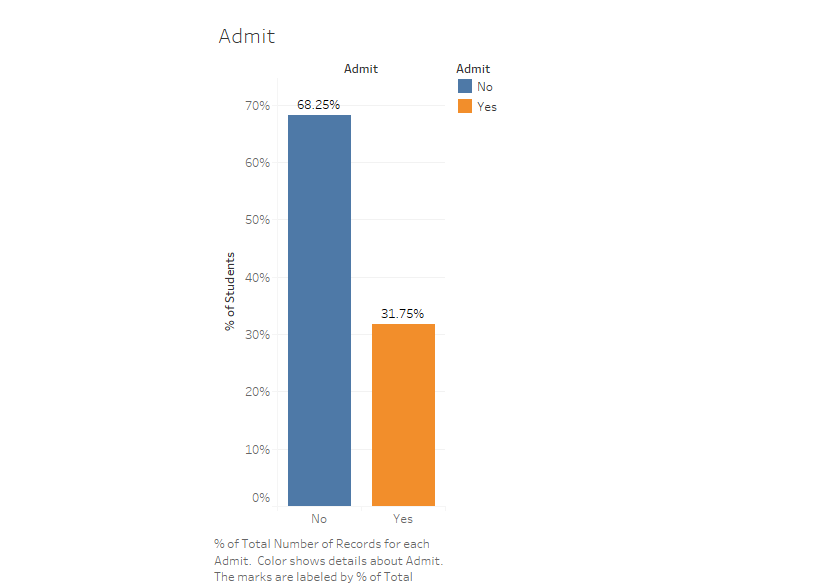 Admit
Admit
Admit
No
Yes
70%
68.25%
60%
50%
40%
% of Students
31.75%
30%
20%
10%
0%
No
Yes
% of Total Number of Records for each
Admit.  Color shows details about Admit.
The marks are labeled by % of Total